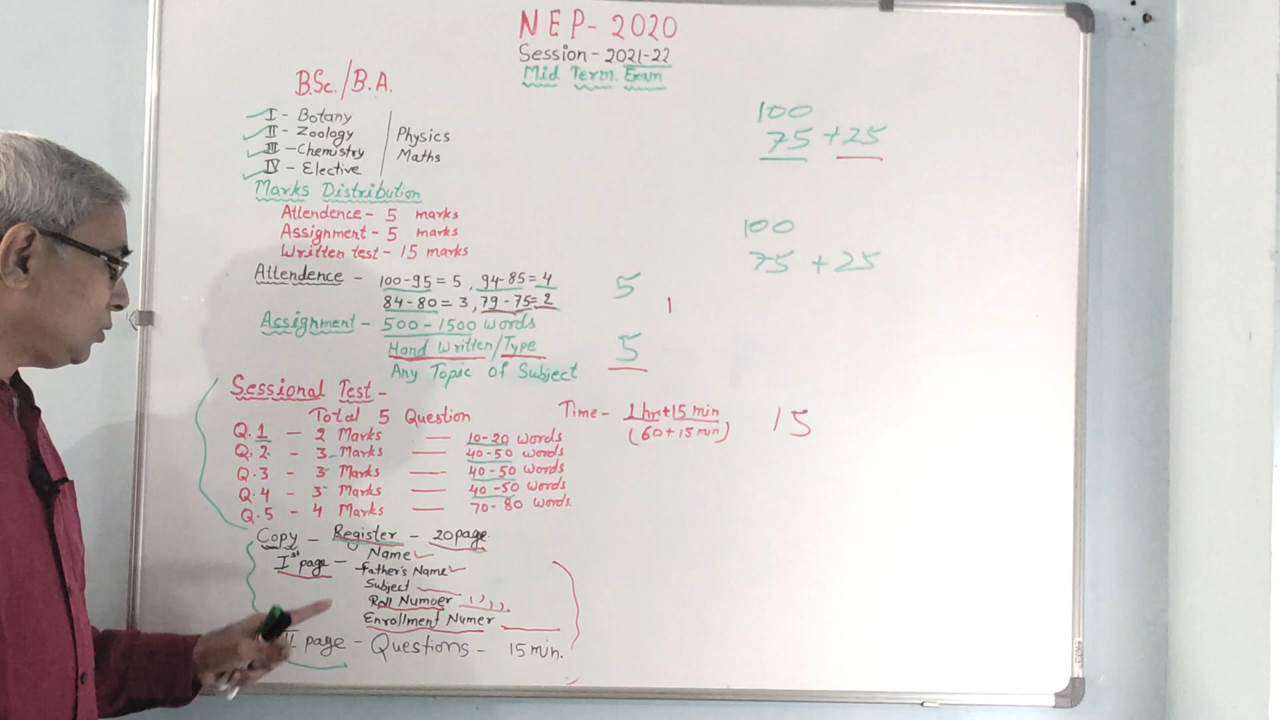 NEP-2020
Session-2021-22
Mid Term Exam
B.Sc./B.A.
I - Botany
II - Zoology
III - Chemistry
IV - Elective
Physics
Maths
100
75 + 25
Marks Distribution
Attendence - 5 marks
Assignment - 5 marks
Written test - 15 marks
100
75 + 25
Attendence - 100-95 = 5, 94-85 = 4
84-80 = 3, 79-75 = 2
5
1
Assignment - 500-1500 words
Hand Written/Type
Any Topic of Subject
5
Sessional Test -
Total 5 Question
Time - 1 hr+15 min
(60+15 min)
15
Q.1 - 2 Marks — 10-20 words
Q.2 - 3 Marks — 40-50 words
Q.3 - 3 Marks — 40-50 words
Q.4 - 3 Marks — 40-50 words
Q.5 - 4 Marks — 70-80 words
Copy - Register - 20 page
Ist page - Name
Father's Name
Subject
Roll Number
Enrollment Numer
II page - Questions - 15 min.